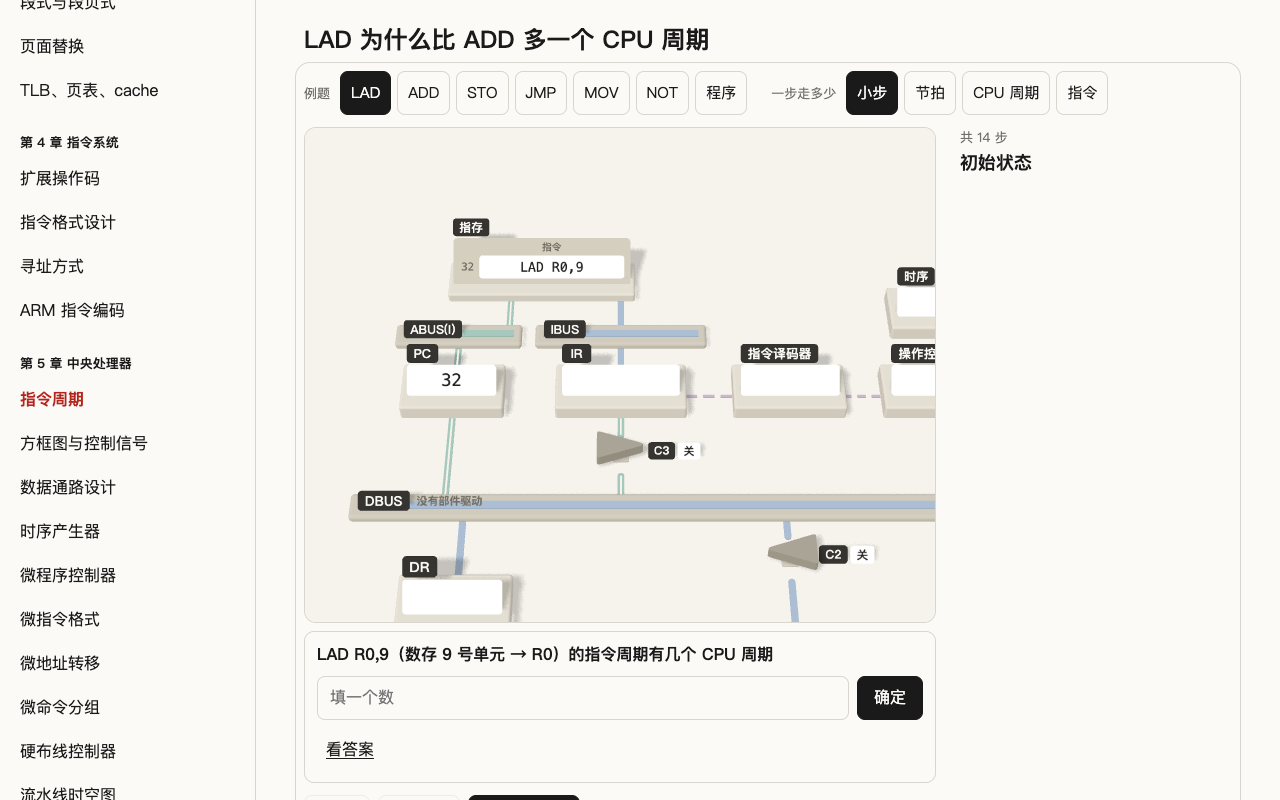 段式与段页式
页面替换
TLB、页表、cache
第 4 章 指令系统
扩展操作码
指令格式设计
寻址方式
ARM 指令编码
第 5 章 中央处理器
指令周期
方框图与控制信号
数据通路设计
时序产生器
微程序控制器
微指令格式
微地址转移
微命令分组
硬布线控制器
流水线时空图
LAD 为什么比 ADD 多一个 CPU 周期
例题 LAD ADD STO JMP MOV NOT 程序 一步走多少 小步 节拍 CPU 周期 指令
共 14 步
初始状态
指存
指令
32 LAD R0,9
时序
ABUS(I) IBUS
PC IR 指令译码器 操作控
32
C3 关
DBUS 没有部件驱动
C2 关
DR
LAD R0,9（数存 9 号单元 → R0）的指令周期有几个 CPU 周期
填一个数 确定
看答案